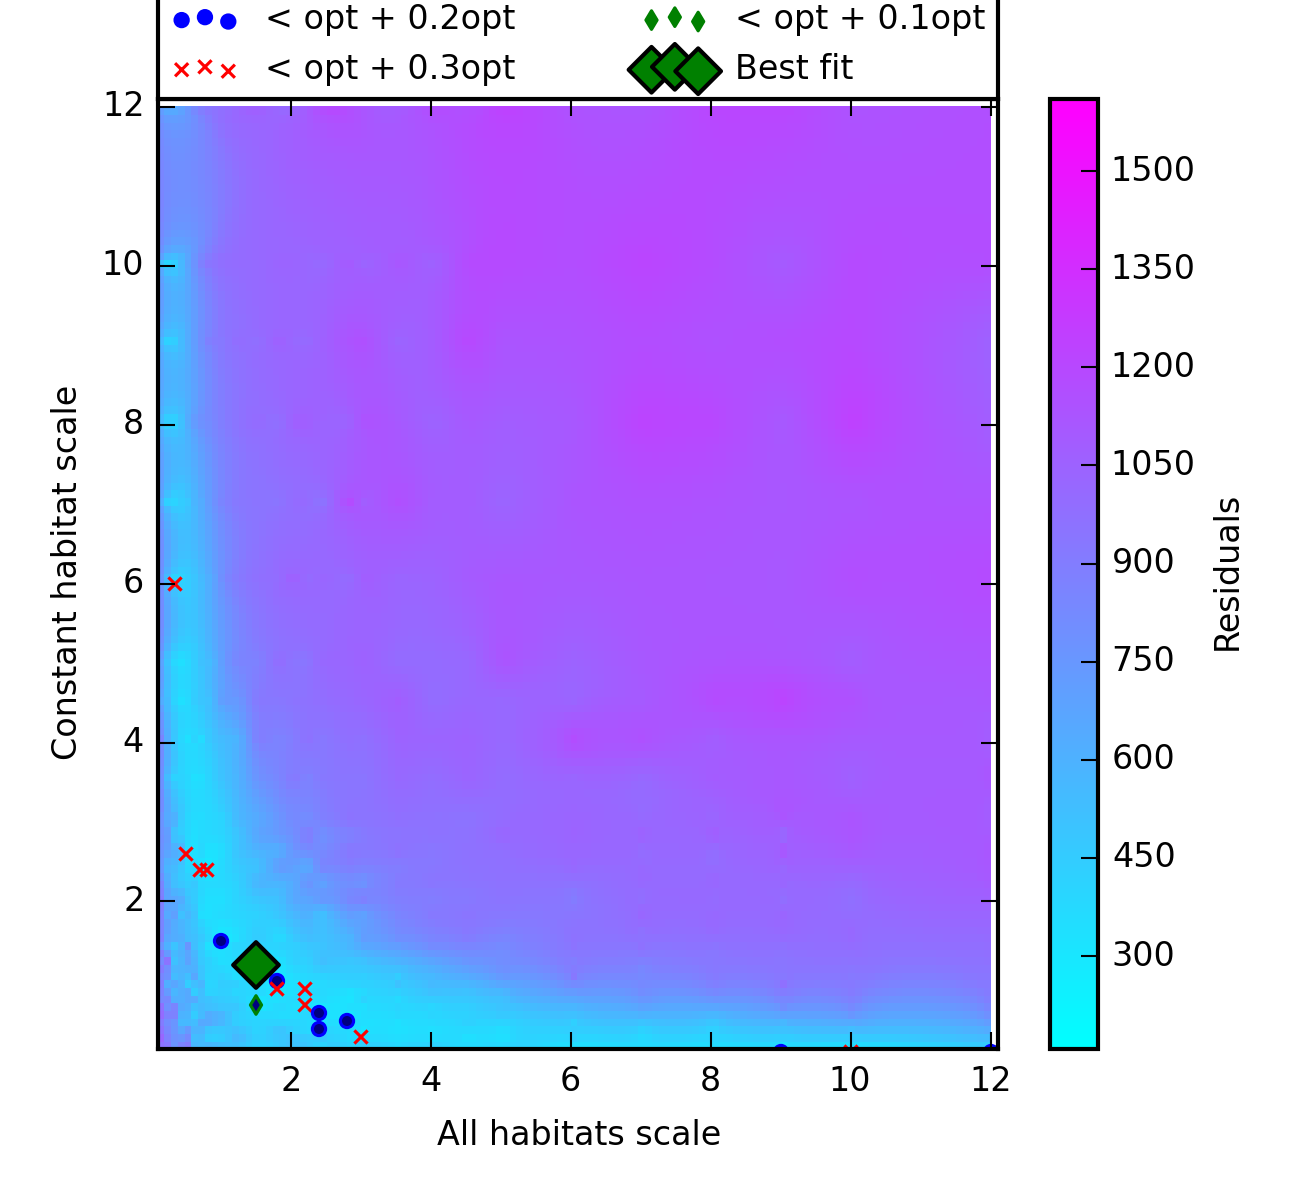 < opt + 0.2opt
< opt + 0.1opt
< opt + 0.3opt
Best fit
12
10
8
6
4
2
Constant habitat scale
2 4 6 8 10 12
All habitats scale
1500
1350
1200
1050
900
750
600
450
300
Residuals